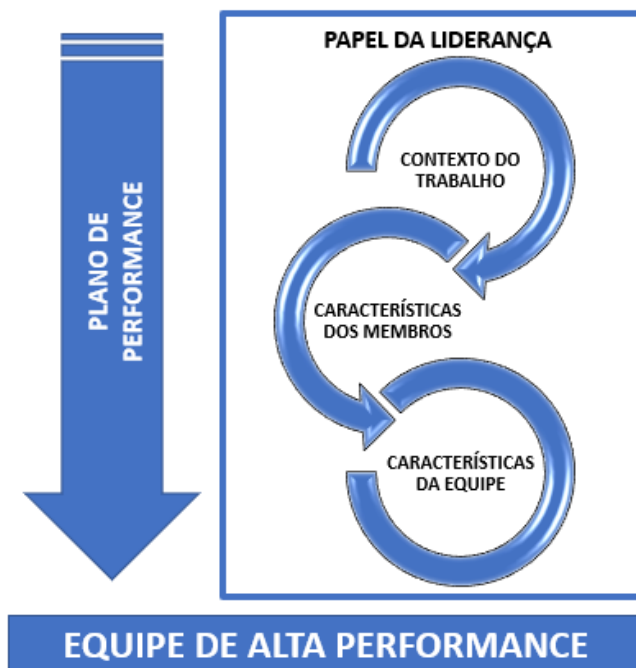 PAPEL DA LIDERANÇA
CONTEXTO DO
TRABALHO
CARACTERÍSTICAS
DOS MEMBROS
CARACTERÍSTICAS
DA EQUIPE
PLANO DE
PERFORMANCE
EQUIPE DE ALTA PERFORMANCE